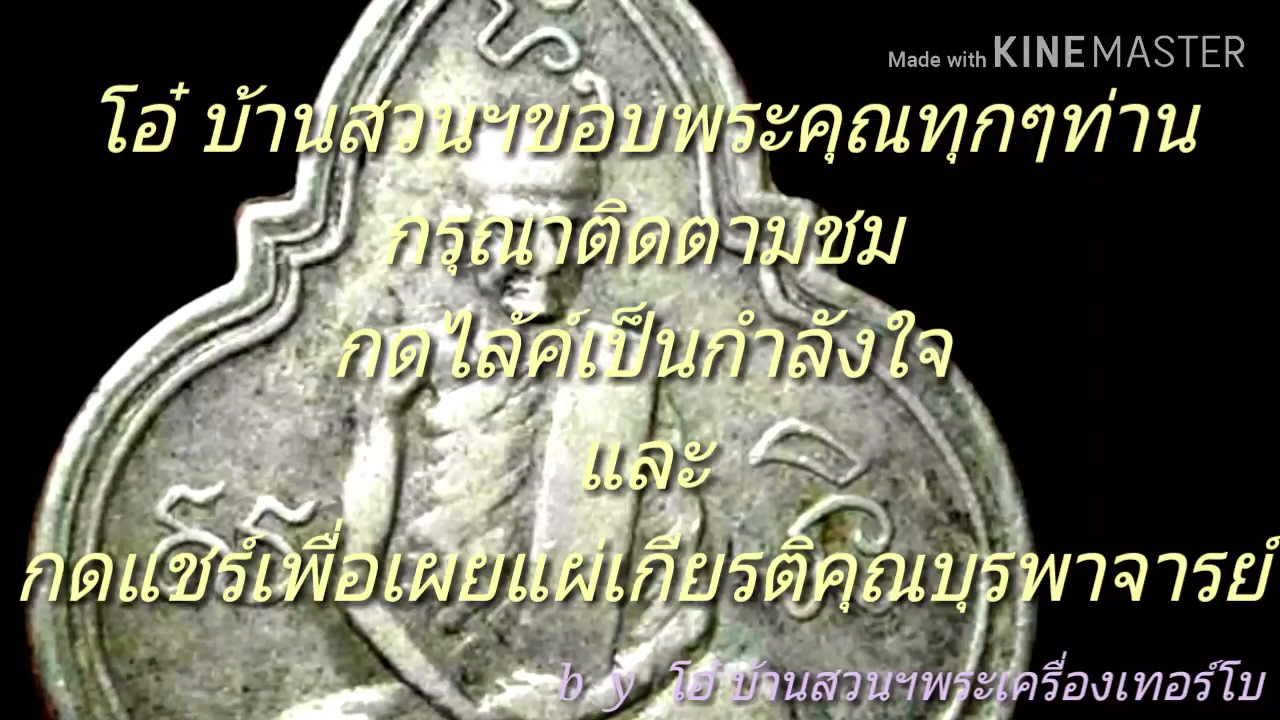 Made with KINEMASTER
โอ๋ บ้านสวนฯขอบพระคุณทุกๆท่าน
กรุณาติดตามชม
กดไล้ค์เป็นกำลังใจ
และ
กดแชร์เพื่อเผยแผ่เกียรติคุณบุรพาจารย์
b y โอ๋ บ้านสวนฯพระเครื่องเทอร์โบ